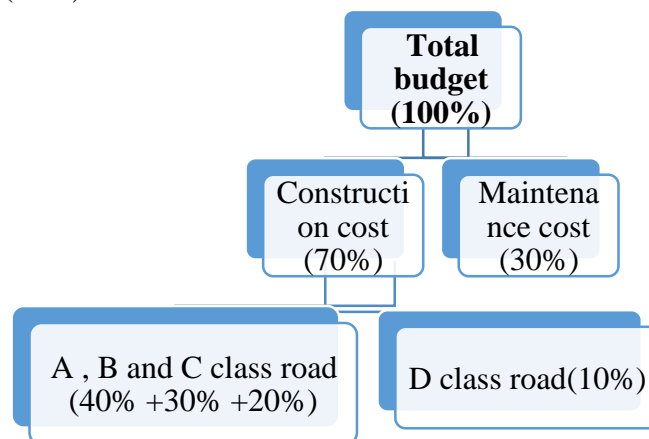 Total
budget
(100%)
Constructi
on cost
(70%)
Maintena
nce cost
(30%)
A , B and C class road
(40% +30% +20%)
D class road(10%)